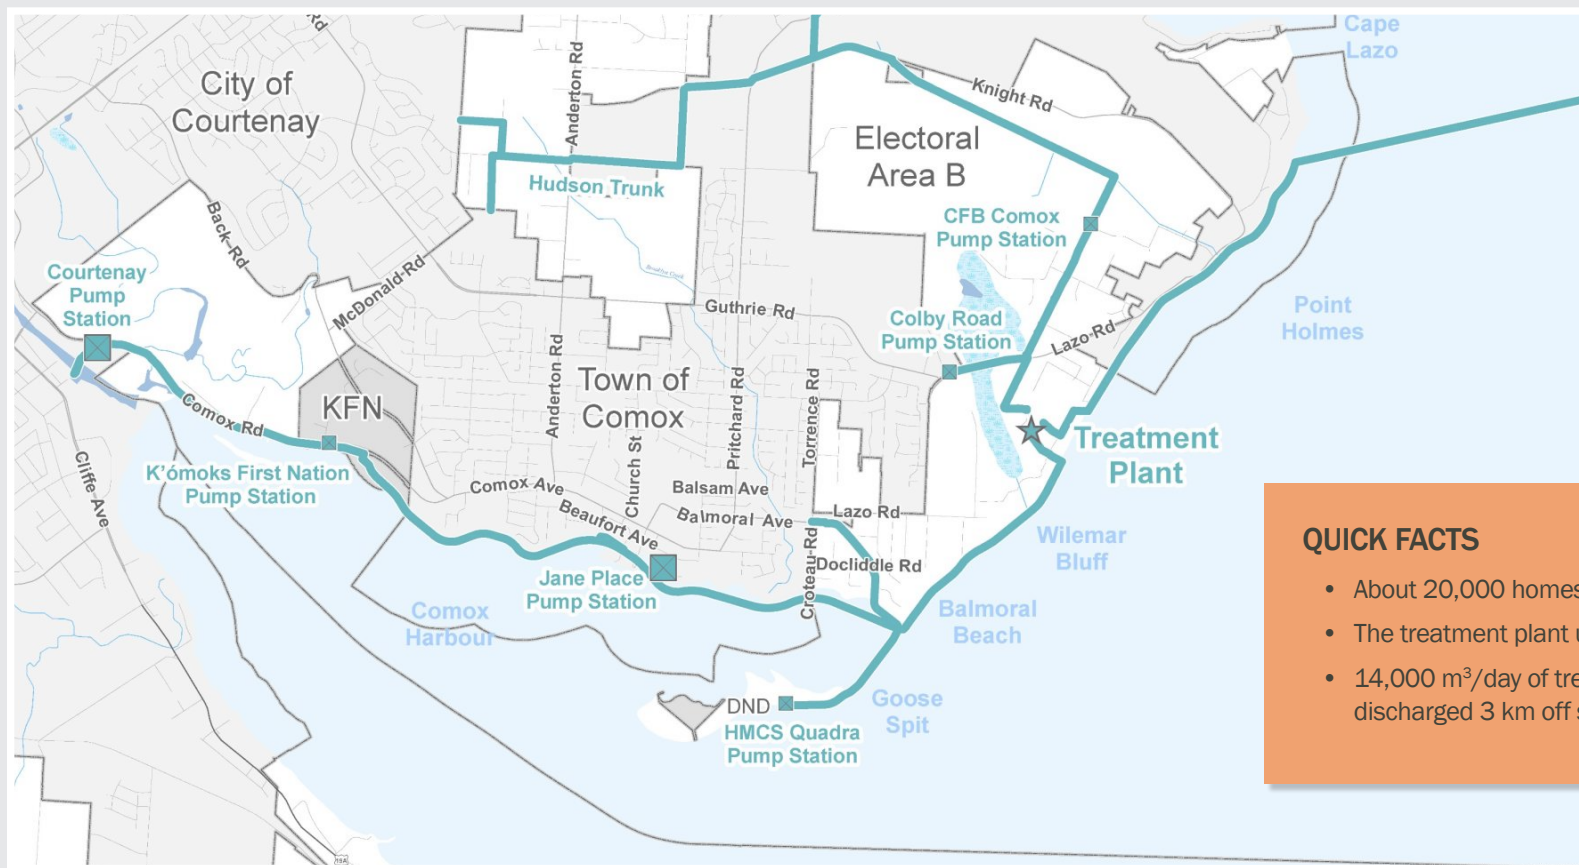 Cape
Lazo
Rd
City of
Courtenay
Anderton Rd
Knight Rd
Electoral
Area B
Hudson Trunk
CFB Comox
Pump Station
Back Rd
McDonald Rd
Courtenay
Pump
Station
Guthrie Rd
Colby Road
Pump Station
Lazo Rd
Point
Holmes
Anderton Rd
Town of
Comox
Pritchard Rd
Torrence Rd
KFN
Comox Rd
Church St
Treatment
Plant
Cliffe Ave
K'ómoks First Nation
Pump Station
Comox Ave
Balsam Ave
Beaufort Ave
Balmoral Ave
Lazo Rd
Croteau Rd
Docliddle Rd
Wilemar
Bluff
Jane Place
Pump Station
Comox
Harbour
Balmoral
Beach
DND
Goose
Spit
HMCS Quadra
Pump Station
19A
QUICK FACTS
• About 20,000 homes
• The treatment plant u
• 14,000 m³/day of tre
discharged 3 km off s